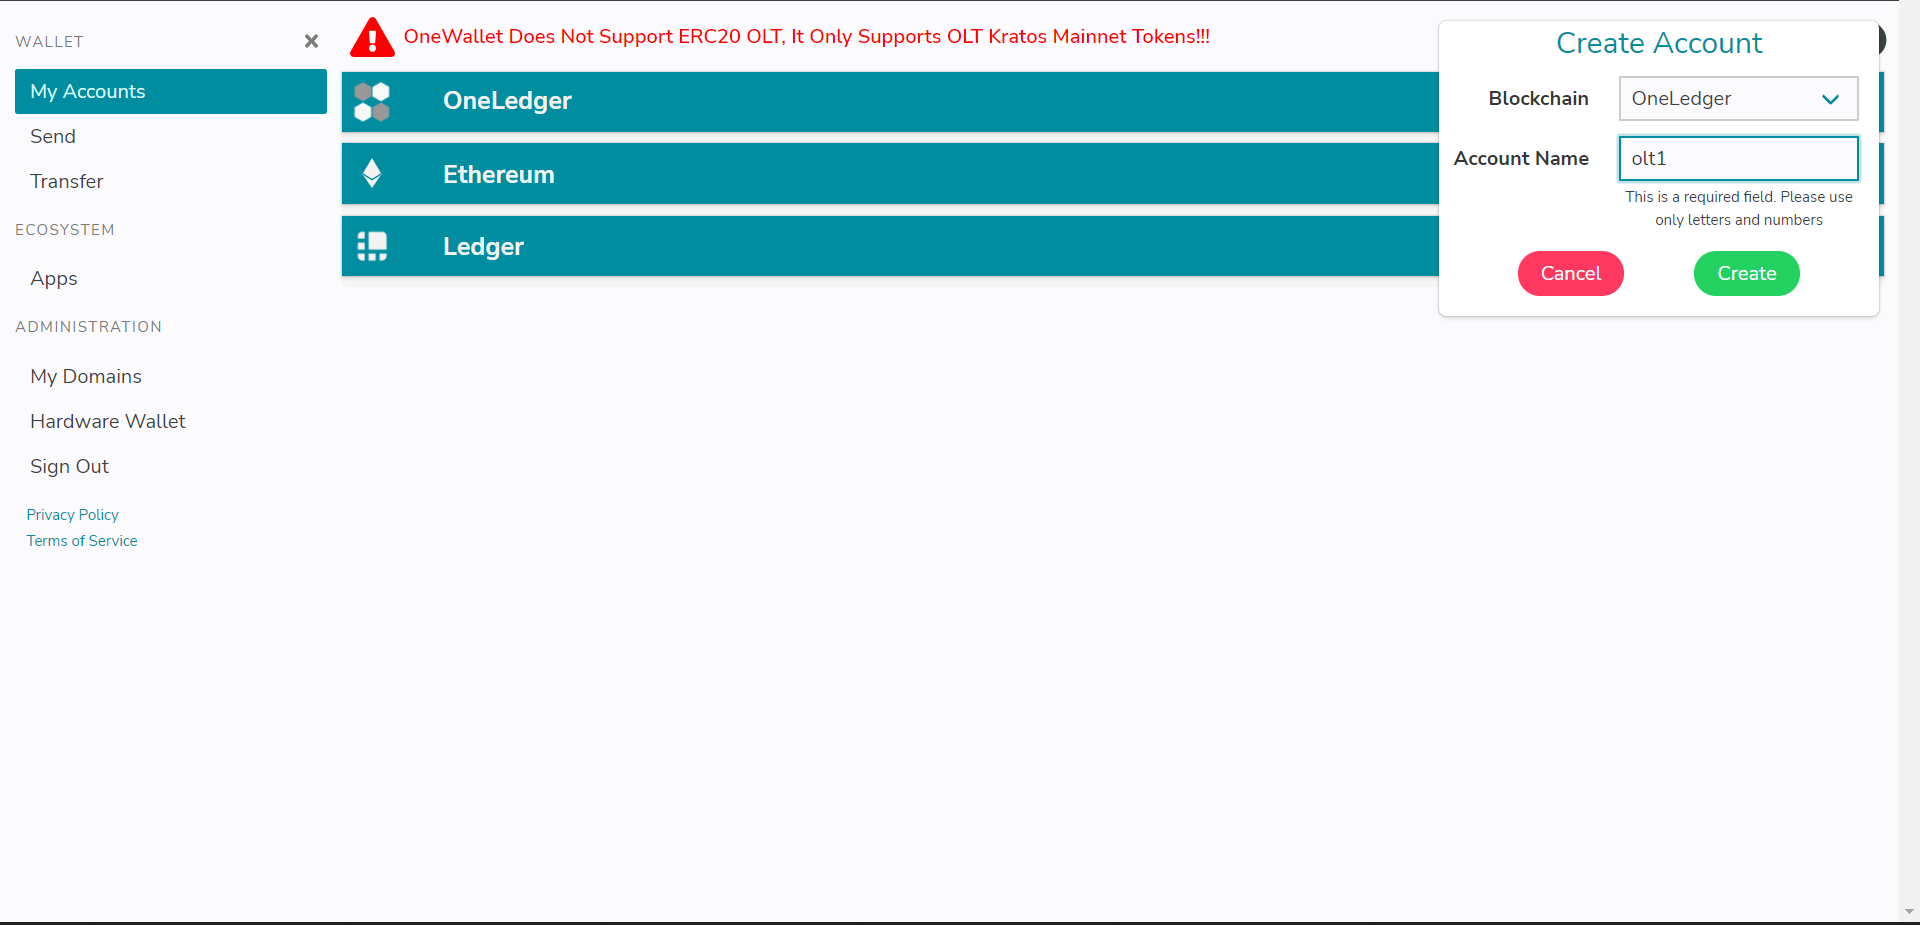 WALLET
My Accounts
Send
Transfer
ECOSYSTEM
Apps
ADMINISTRATION
My Domains
Hardware Wallet
Sign Out
Privacy Policy
Terms of Service
OneWallet Does Not Support ERC20 OLT, It Only Supports OLT Kratos Mainnet Tokens!!!
OneLedger
Ethereum
Ledger
Create Account
Blockchain OneLedger
Account Name olt1
This is a required field. Please use
only letters and numbers
Cancel Create